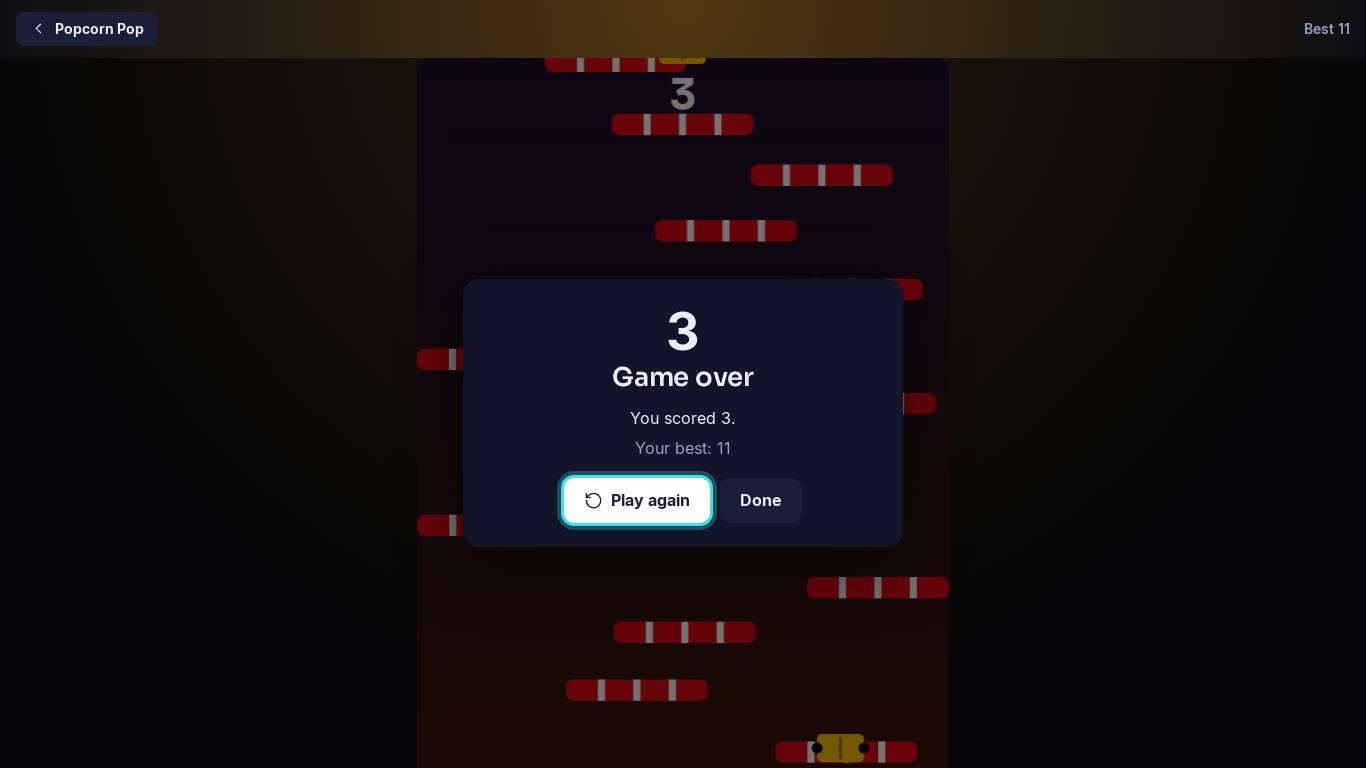 Popcorn Pop
Best 11
3
3
Game over
You scored 3.
Your best: 11
Play again
Done